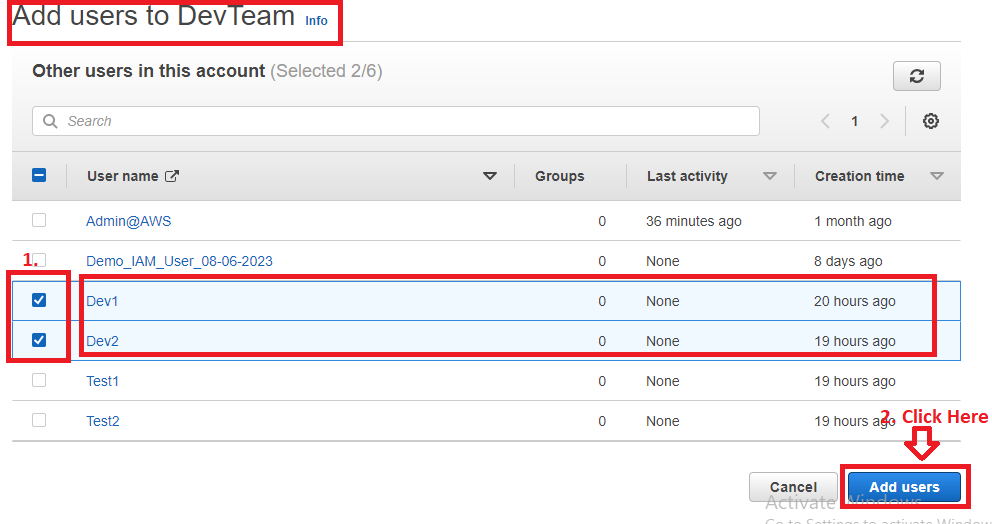 Add users to DevTeam Info
Other users in this account (Selected 2/6)
Search
1
User name Groups Last activity Creation time
Admin@AWS 0 36 minutes ago 1 month ago
1.
Demo_IAM_User_08-06-2023 0 None 8 days ago
Dev1 0 None 20 hours ago
Dev2 0 None 19 hours ago
Test1 0 None 19 hours ago
2. Click Here
Test2 0 None 19 hours ago
Cancel Add users
Activate Windows
Go to Settings to activate Window